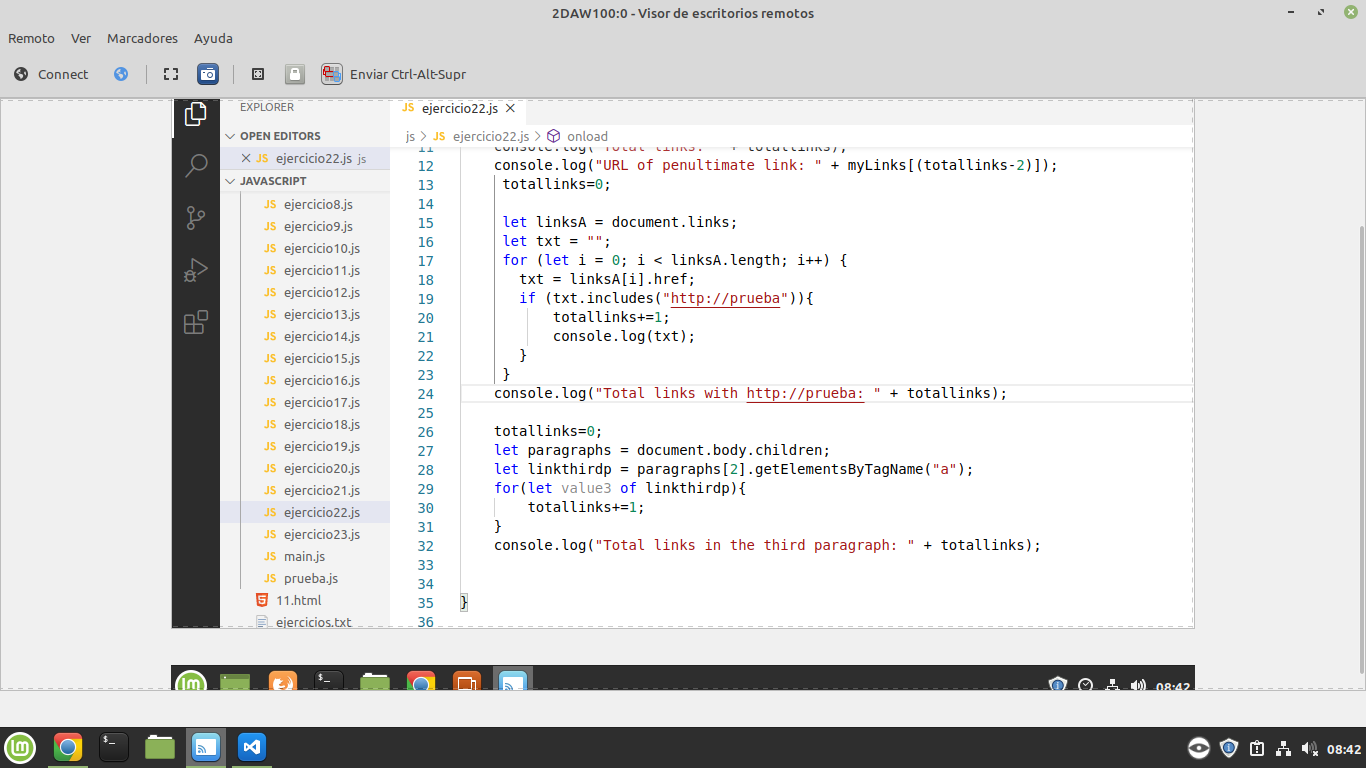 2DAW100:0 - Visor de escritorios remotos
Remoto Ver Marcadores Ayuda
Connect Enviar Ctrl-Alt-Supr
EXPLORER
OPEN EDITORS
JS ejercicio22.js js
JAVASCRIPT
JS ejercicio8.js
JS ejercicio9.js
JS ejercicio10.js
JS ejercicio11.js
JS ejercicio12.js
JS ejercicio13.js
JS ejercicio14.js
JS ejercicio15.js
JS ejercicio16.js
JS ejercicio17.js
JS ejercicio18.js
JS ejercicio19.js
JS ejercicio20.js
JS ejercicio21.js
JS ejercicio22.js
JS ejercicio23.js
JS main.js
JS prueba.js
11.html
ejercicios.txt
JS ejercicio22.js
js > JS ejercicio22.js > onload
11 console.log("Total links: " + totallinks);
12 console.log("URL of penultimate link: " + myLinks[(totallinks-2)]);
13 totallinks=0;
14
15 let linksA = document.links;
16 let txt = "";
17 for (let i = 0; i < linksA.length; i++) {
18 txt = linksA[i].href;
19 if (txt.includes("http://prueba")){
20 totallinks+=1;
21 console.log(txt);
22 }
23 }
24 console.log("Total links with http://prueba: " + totallinks);
25
26 totallinks=0;
27 let paragraphs = document.body.children;
28 let linkthirdp = paragraphs[2].getElementsByTagName("a");
29 for(let value3 of linkthirdp){
30 totallinks+=1;
31 }
32 console.log("Total links in the third paragraph: " + totallinks);
33
34
35 }
36
08:42
08:42